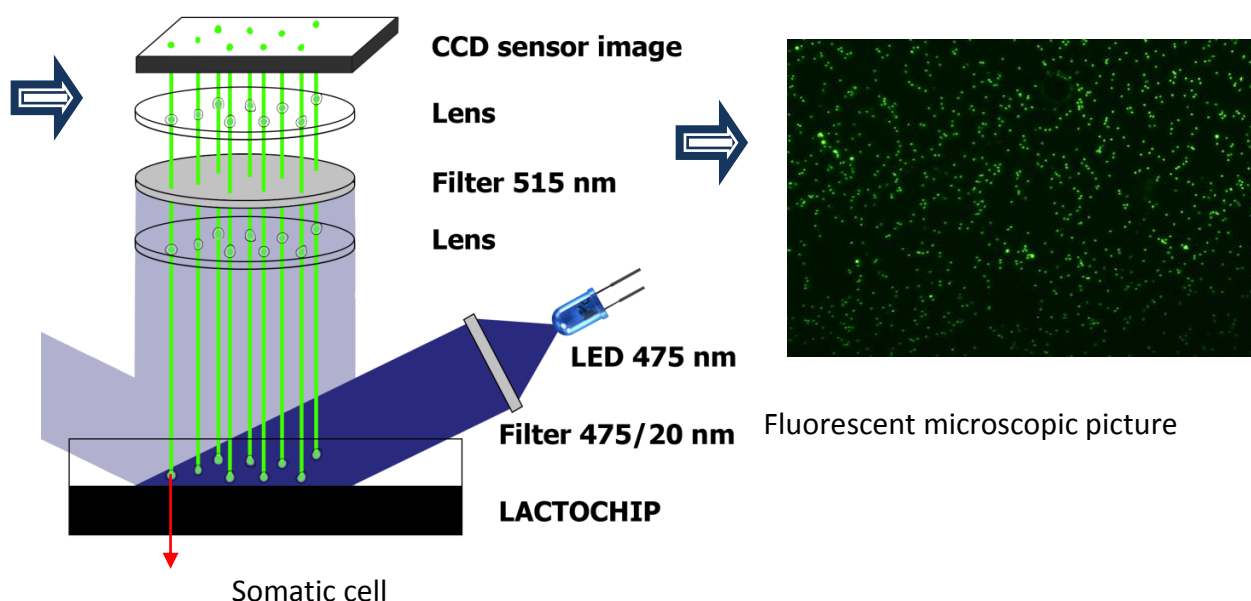 CCD sensor image
Lens
Filter 515 nm
Lens
LED 475 nm
Filter 475/20 nm
LACTOCHIP
Somatic cell
Fluorescent microscopic picture